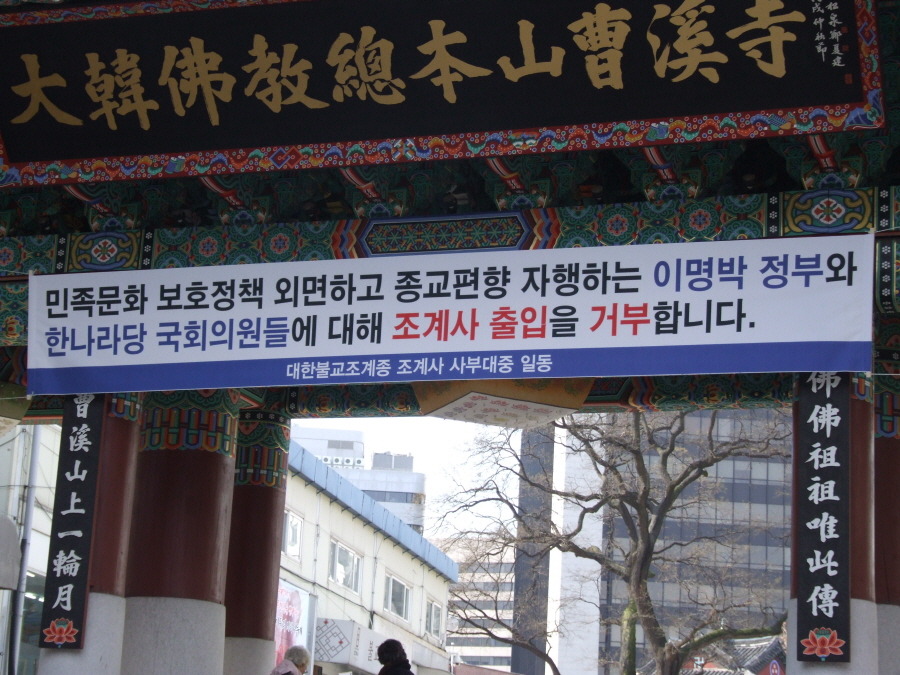 大韓佛敎總本山曹溪寺
민족문화 보호정책 외면하고 종교편향 자행하는 이명박 정부와
한나라당 국회의원들에 대해 조계사 출입을 거부합니다.
대한불교조계종 조계사 사부대중 일동
曹溪山上一輪月
佛佛祖祖唯此傳